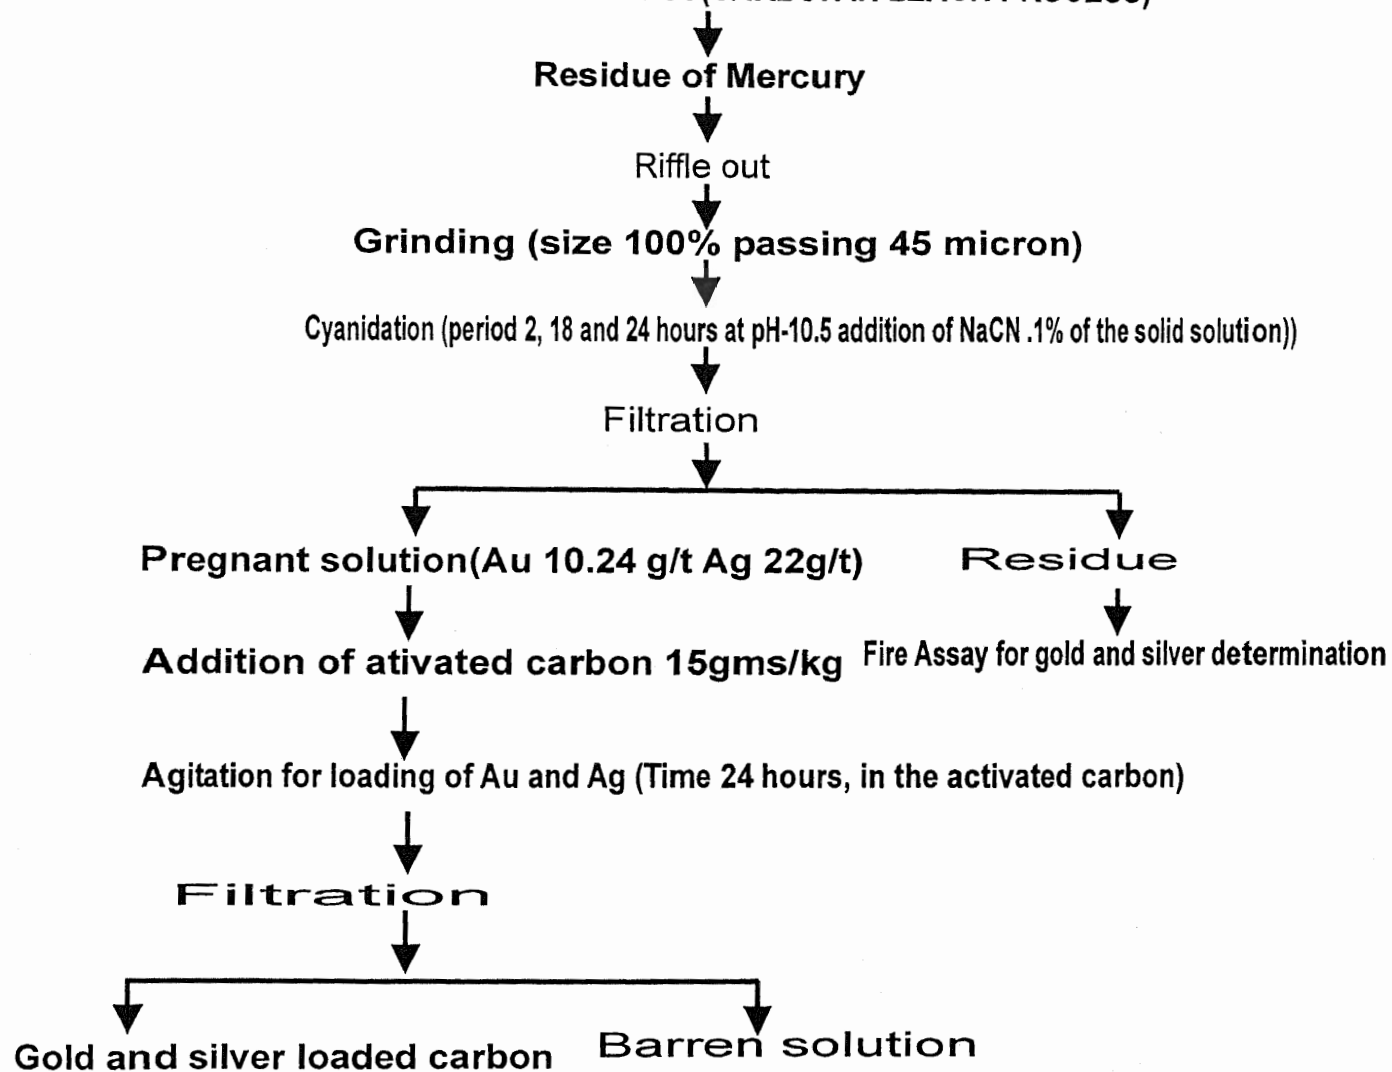 Residue of Mercury
Riffle out
Grinding (size 100% passing 45 micron)
Cyanidation (period 2, 18 and 24 hours at pH-10.5 addition of NaCN .1% of the solid solution))
Filtration
Pregnant solution(Au 10.24 g/t Ag 22g/t)
Residue
Addition of ativated carbon 15gms/kg
Fire Assay for gold and silver determination
Agitation for loading of Au and Ag (Time 24 hours, in the activated carbon)
Filtration
Gold and silver loaded carbon
Barren solution